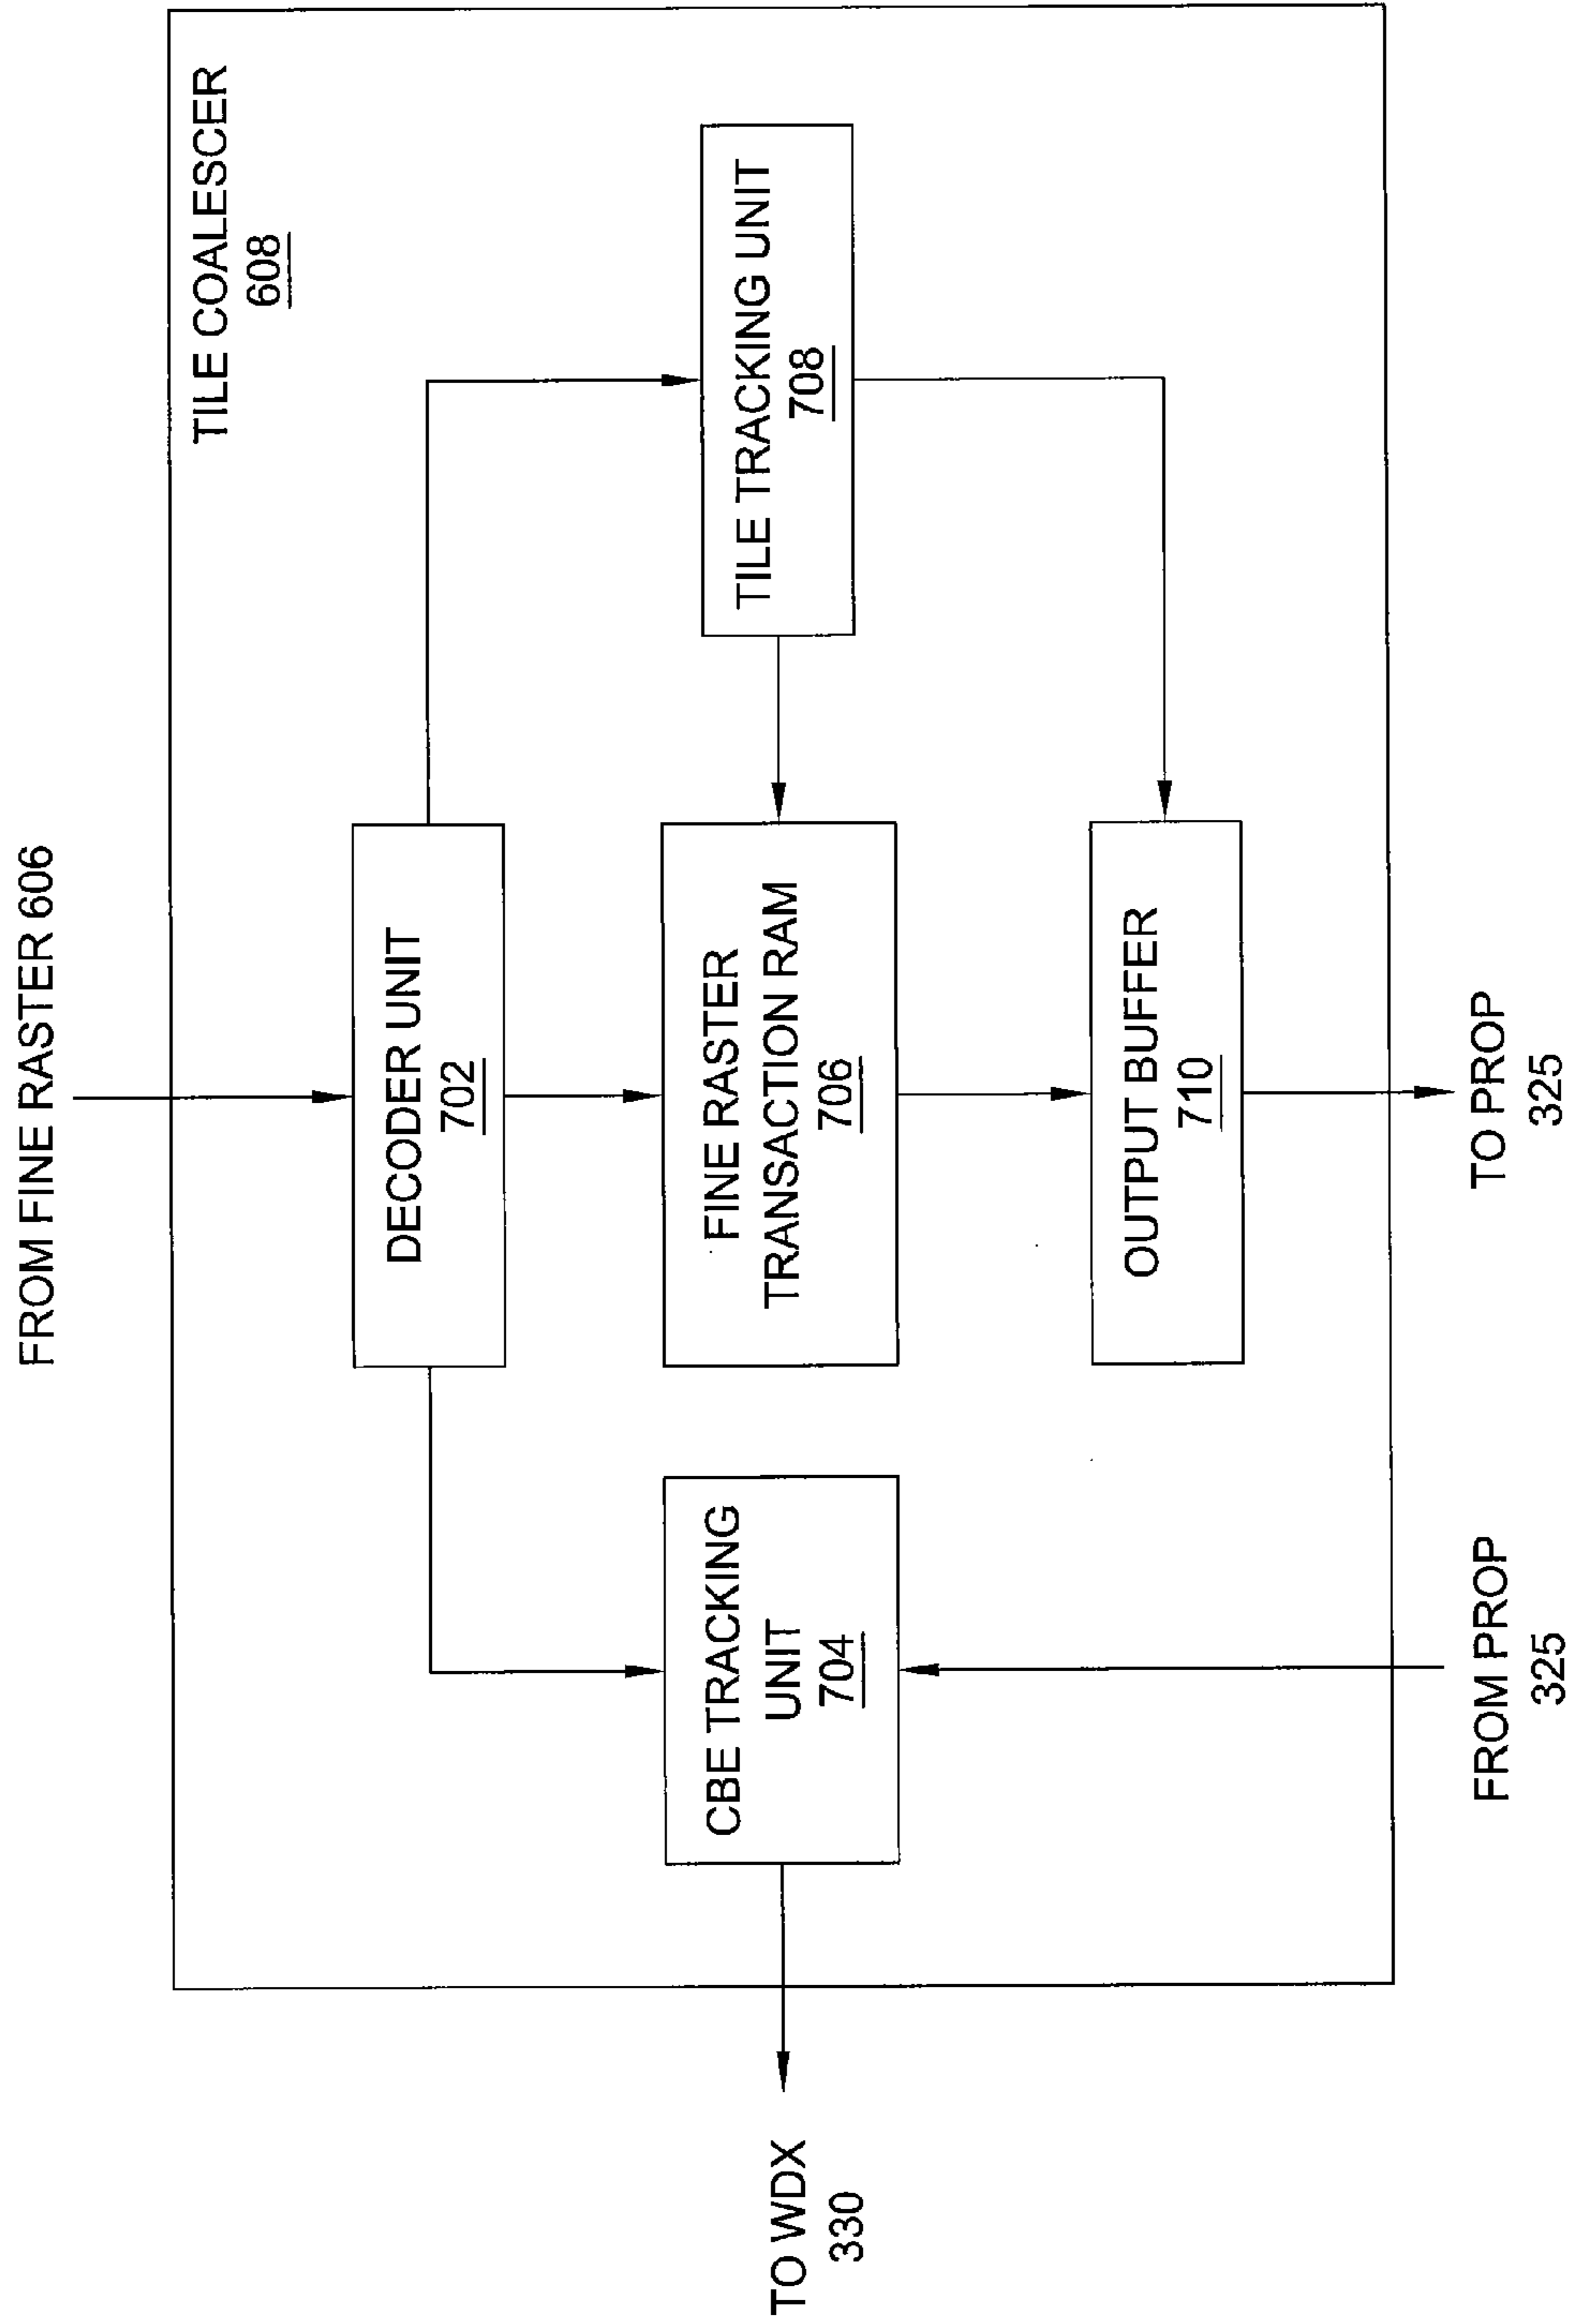 FROM FINE RASTER 606
TILE COALESCER
608
DECODER UNIT
702
CBE TRACKING
UNIT
704
FINE RASTER
TRANSACTION RAM
706
TILE TRACKING UNIT
708
TO WDX
330
OUTPUT BUFFER
710
FROM PROP
325
TO PROP
325